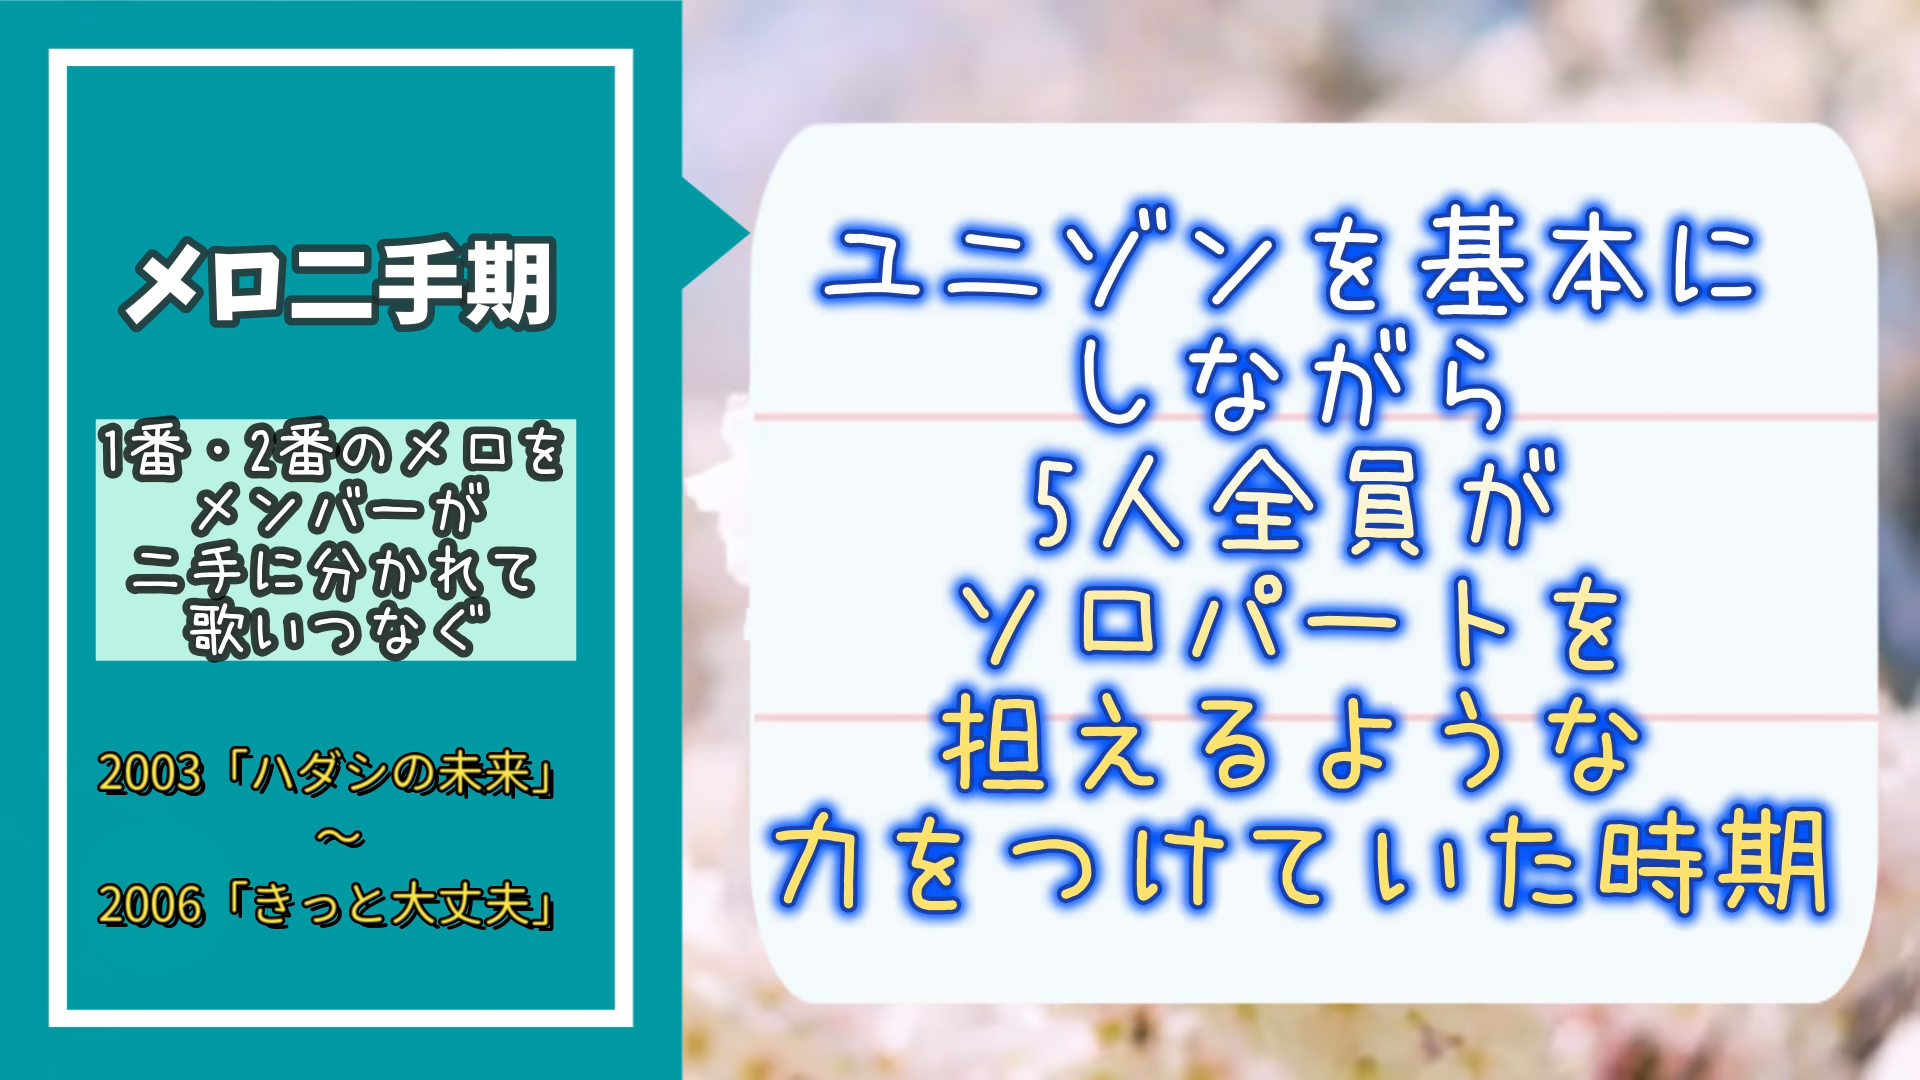 メロ二手期
1番・2番のメロを
メンバーが
二手に分かれて
歌いつなぐ
2003「ハダシの未来」
～
2006「きっと大丈夫」
ユニゾンを基本に
しながら
5人全員が
ソロパートを
担えるような
力をつけていた時期